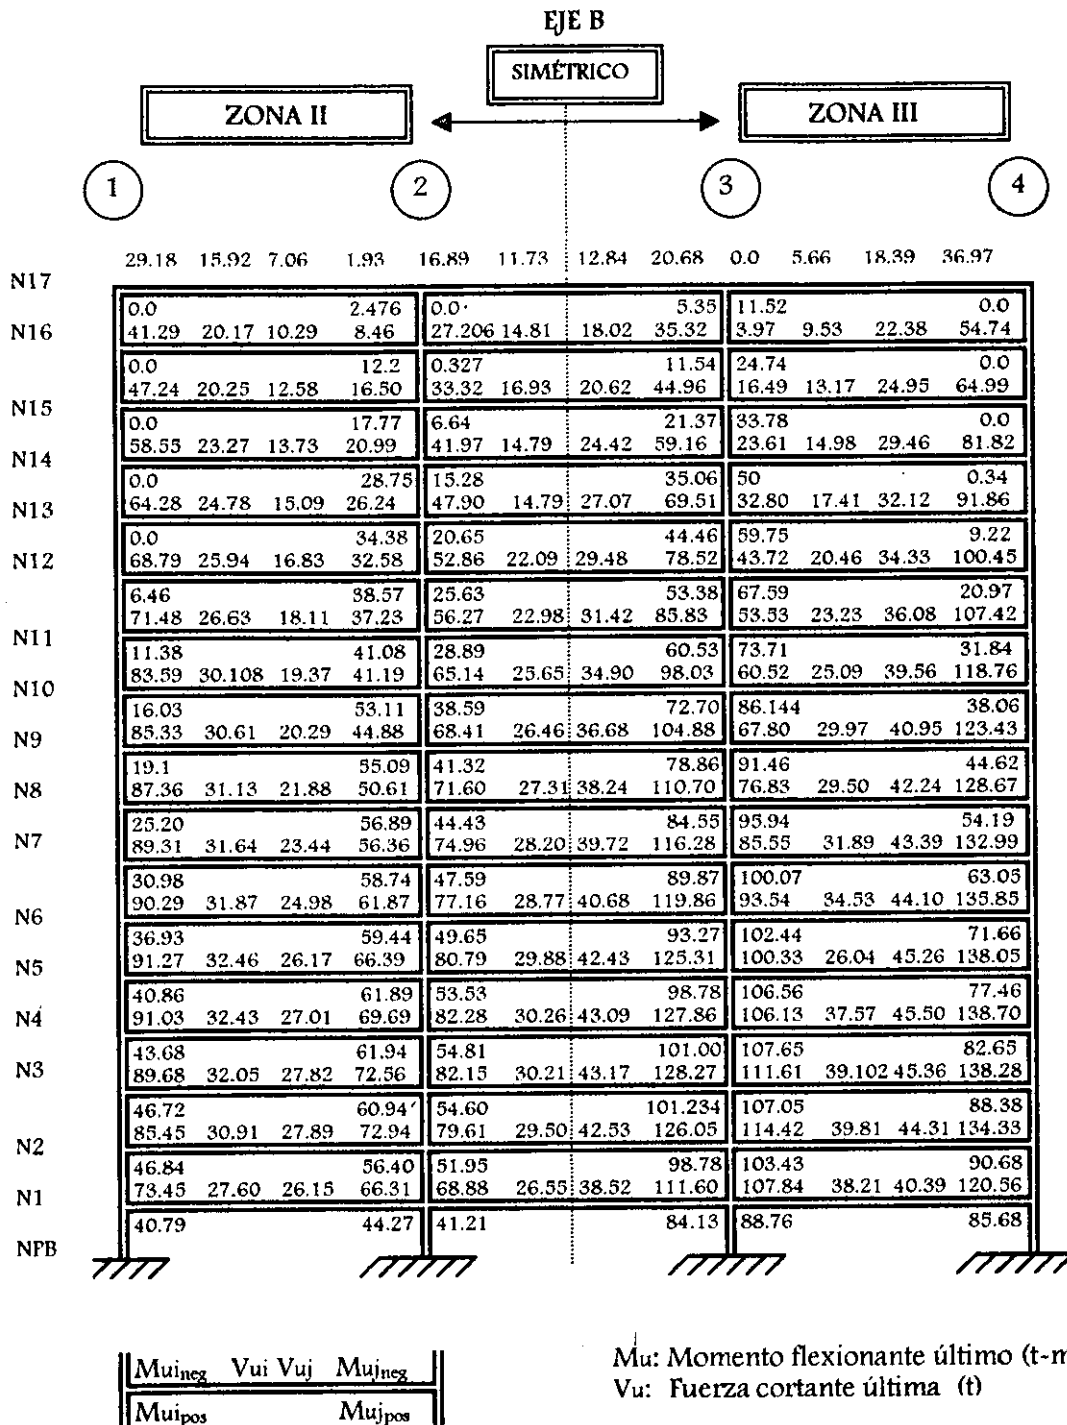 EJE B
SIMÉTRICO
ZONA II
ZONA III
1
2
3
4
29.18 15.92 7.06 1.93 16.89 11.73 12.84 20.68 0.0 5.66 18.39 36.97
N17
0.0 2.476 0.0 5.35 11.52 0.0
N16
41.29 20.17 10.29 8.46 27.206 14.81 18.02 35.32 3.97 9.53 22.38 54.74
0.0 12.2 0.327 11.54 24.74 0.0
47.24 20.25 12.58 16.50 33.32 16.93 20.62 44.96 16.49 13.17 24.95 64.99
N15
0.0 17.77 6.64 21.37 33.78 0.0
58.55 23.27 13.73 20.99 41.97 14.79 24.42 59.16 23.61 14.98 29.46 81.82
N14
0.0 28.75 15.28 35.06 50 0.34
64.28 24.78 15.09 26.24 47.90 14.79 27.07 69.51 32.80 17.41 32.12 91.86
N13
0.0 34.38 20.65 44.46 59.75 9.22
N12
68.79 25.94 16.83 32.58 52.86 22.09 29.48 78.52 43.72 20.46 34.33 100.45
6.46 38.57 25.63 53.38 67.59 20.97
71.48 26.63 18.11 37.23 56.27 22.98 31.42 85.83 53.53 23.23 36.08 107.42
N11
11.38 41.08 28.89 60.53 73.71 31.84
83.59 30.108 19.37 41.19 65.14 25.65 34.90 98.03 60.52 25.09 39.56 118.76
N10
16.03 53.11 38.59 72.70 86.144 38.06
85.33 30.61 20.29 44.88 68.41 26.46 36.68 104.88 67.80 29.97 40.95 123.43
N9
19.1 55.09 41.32 78.86 91.46 44.62
87.36 31.13 21.88 50.61 71.60 27.31 38.24 110.70 76.83 29.50 42.24 128.67
N8
25.20 56.89 44.43 84.55 95.94 54.19
N7
89.31 31.64 23.44 56.36 74.96 28.20 39.72 116.28 85.55 31.89 43.39 132.99
30.98 58.74 47.59 89.87 100.07 63.05
90.29 31.87 24.98 61.87 77.16 28.77 40.68 119.86 93.54 34.53 44.10 135.85
N6
36.93 59.44 49.65 93.27 102.44 71.66
91.27 32.46 26.17 66.39 80.79 29.88 42.43 125.31 100.33 26.04 45.26 138.05
N5
40.86 61.89 53.53 98.78 106.56 77.46
91.03 32.43 27.01 69.69 82.28 30.26 43.09 127.86 106.13 37.57 45.50 138.70
N4
43.68 61.94 54.81 101.00 107.65 82.65
N3
89.68 32.05 27.82 72.56 82.15 30.21 43.17 128.27 111.61 39.102 45.36 138.28
46.72 60.94 54.60 101.234 107.05 88.38
85.45 30.91 27.89 72.94 79.61 29.50 42.53 126.05 114.42 39.81 44.31 134.33
N2
46.84 56.40 51.95 98.78 103.43 90.68
73.45 27.60 26.15 66.31 68.88 26.55 38.52 111.60 107.84 38.21 40.39 120.56
N1
40.79 44.27 41.21 84.13 88.76 85.68
NPB
Mui neg Vui Vuj Muj neg
Mui pos Muj pos
Mu: Momento flexionante último (t-m
Vu: Fuerza cortante última (t)